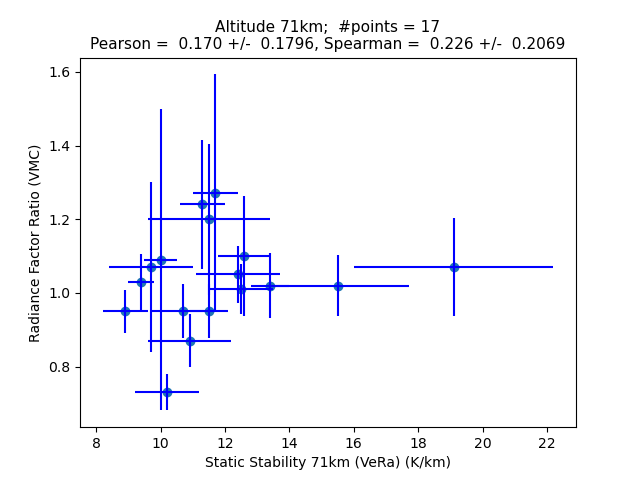 Altitude 71km;  #points = 17
Pearson =  0.170 +/-  0.1796, Spearman =  0.226 +/-  0.2069
Radiance Factor Ratio (VMC)
1.6
1.4
1.2
1.0
0.8
8 10 12 14 16 18 20 22
Static Stability 71km (VeRa) (K/km)